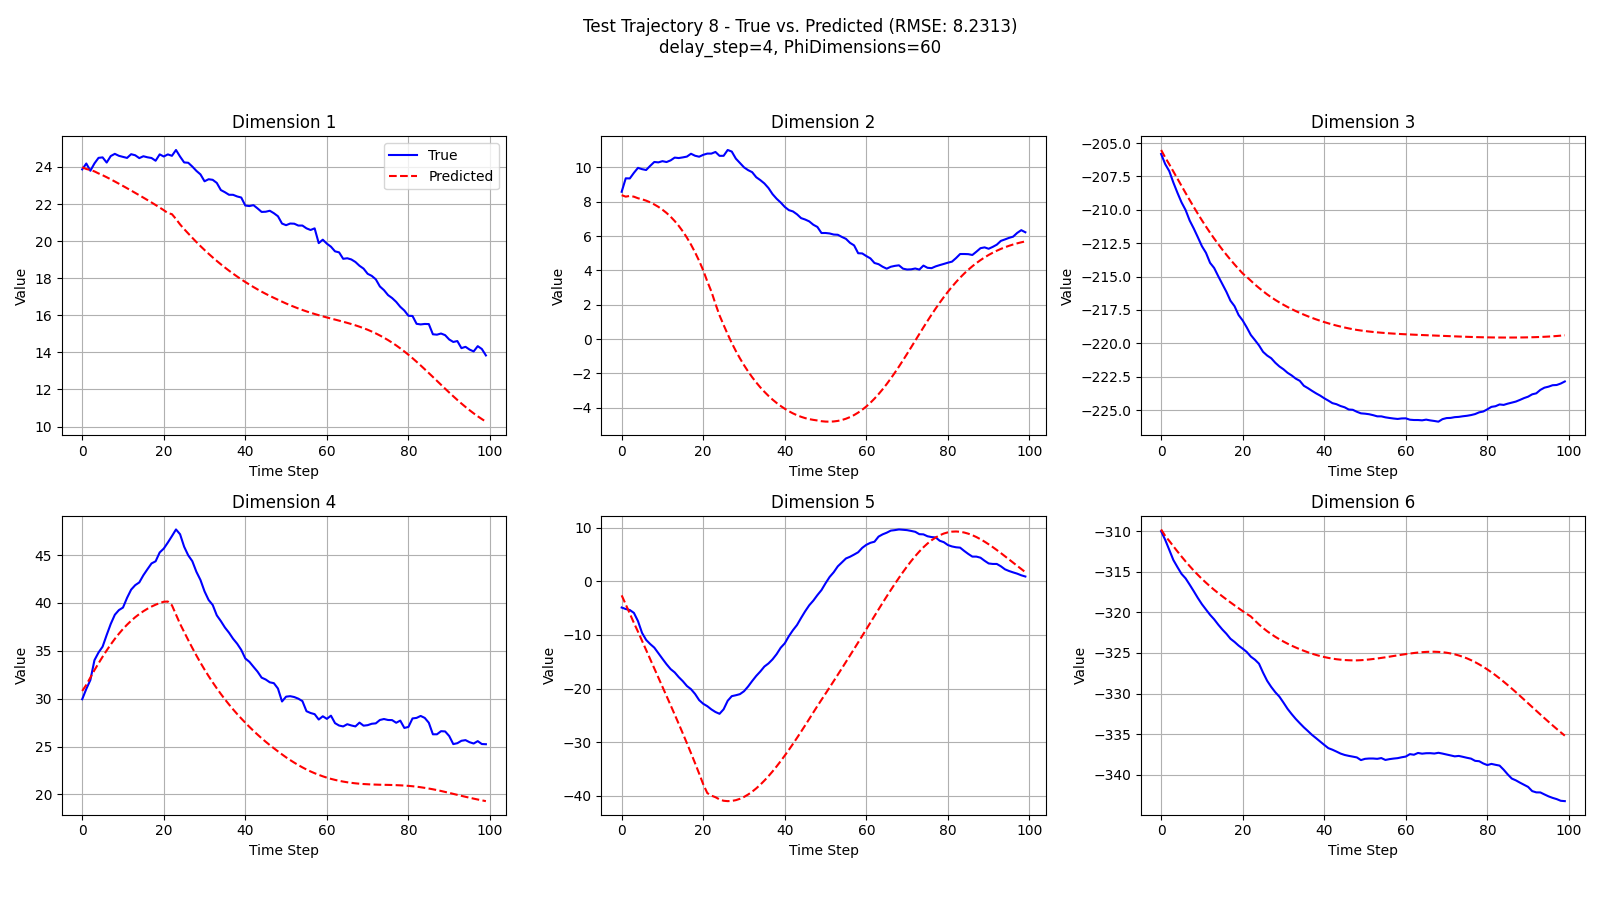 Test Trajectory 8 - True vs. Predicted (RMSE: 8.2313)
delay_step=4, PhiDimensions=60
Dimension 1
True
Predicted
24
22
20
18
16
14
12
10
Value
0 20 40 60 80 100
Time Step
Dimension 2
10
8
6
4
2
0
−2
−4
Value
0 20 40 60 80 100
Time Step
Dimension 3
−205.0
−207.5
−210.0
−212.5
−215.0
−217.5
−220.0
−222.5
−225.0
Value
0 20 40 60 80 100
Time Step
Dimension 4
45
40
35
30
25
20
Value
0 20 40 60 80 100
Time Step
Dimension 5
10
0
−10
−20
−30
−40
Value
0 20 40 60 80 100
Time Step
Dimension 6
−310
−315
−320
−325
−330
−335
−340
Value
0 20 40 60 80 100
Time Step